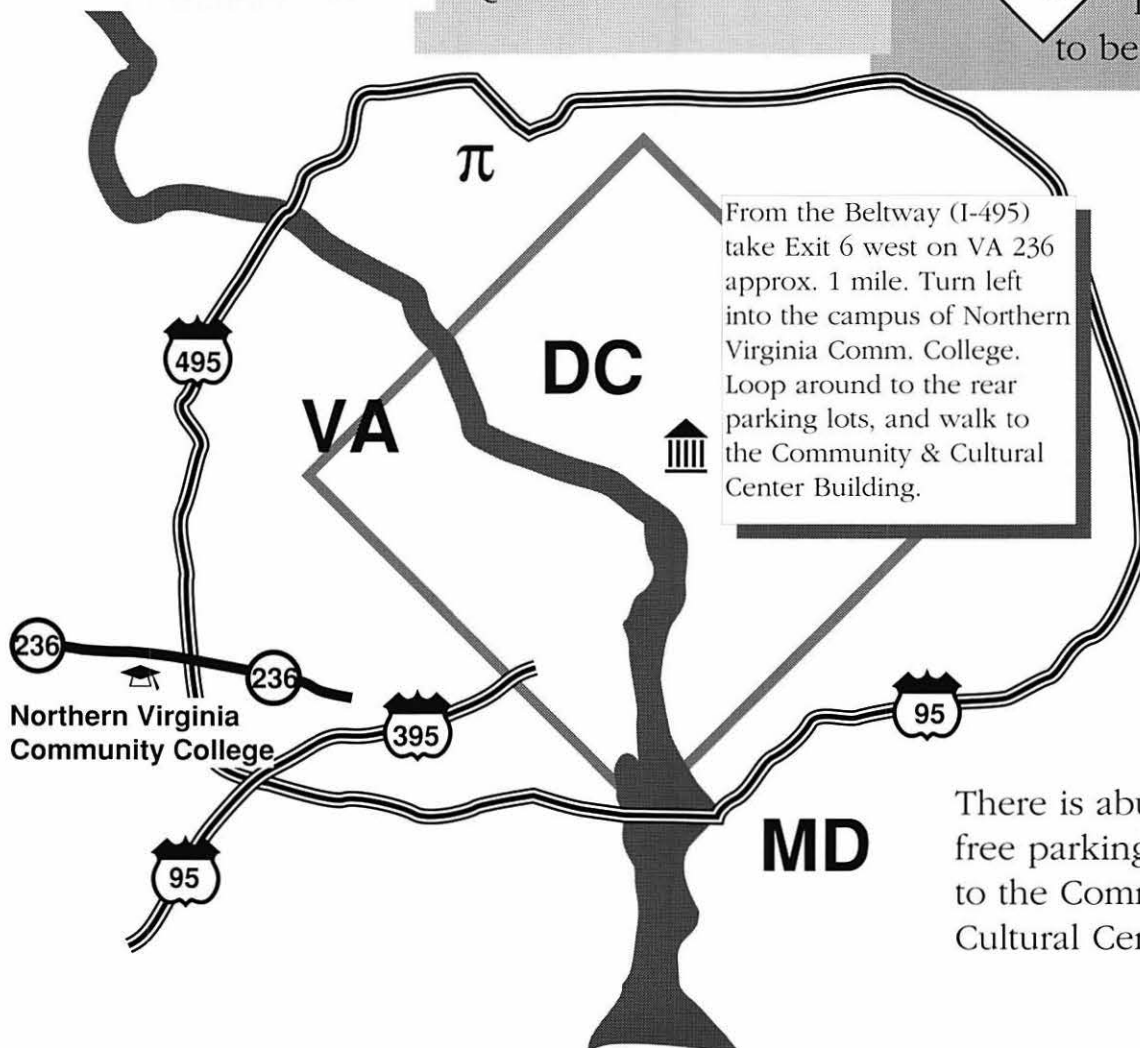 to be
π
From the Beltway (I-495)
take Exit 6 west on VA 236
approx. 1 mile. Turn left
into the campus of Northern
Virginia Comm. College.
Loop around to the rear
parking lots, and walk to
the Community & Cultural
Center Building.
495
DC
VA
236
236
Northern Virginia
Community College
395
95
95
MD
There is
free parking
to the
Cultural